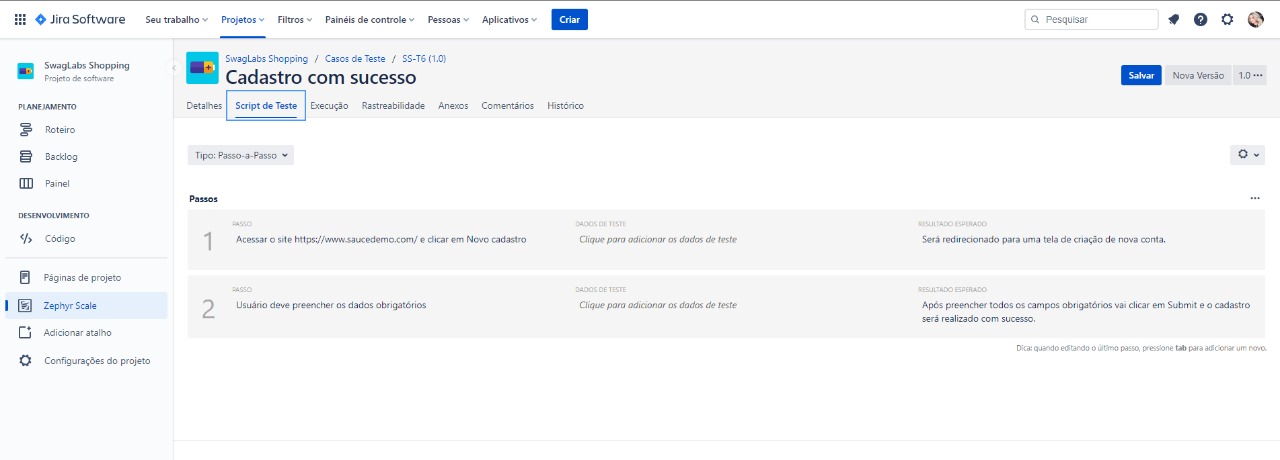 Jira Software Seu trabalho Projetos Filtros Painéis de controle Pessoas Aplicativos Criar Pesquisar
SwagLabs Shopping
Projeto de software
PLANEJAMENTO
Roteiro
Backlog
Painel
DESENVOLVIMENTO
Código
Páginas de projeto
Zephyr Scale
Adicionar atalho
Configurações do projeto
SwagLabs Shopping / Casos de Teste / SS-T6 (1.0)
Cadastro com sucesso
Salvar Nova Versão 1.0
Detalhes Script de Teste Execução Rastreabilidade Anexos Comentários Histórico
Tipo: Passo-a-Passo
Passos
PASSO DADOS DE TESTE RESULTADO ESPERADO
1 Acessar o site https://www.saucedemo.com/ e clicar em Novo cadastro Clique para adicionar os dados de teste Será redirecionado para uma tela de criação de nova conta.
PASSO DADOS DE TESTE RESULTADO ESPERADO
2 Usuário deve preencher os dados obrigatórios Clique para adicionar os dados de teste Após preencher todos os campos obrigatórios vai clicar em Submit e o cadastro
será realizado com sucesso.
Dica: quando editando o último passo, pressione tab para adicionar um novo.